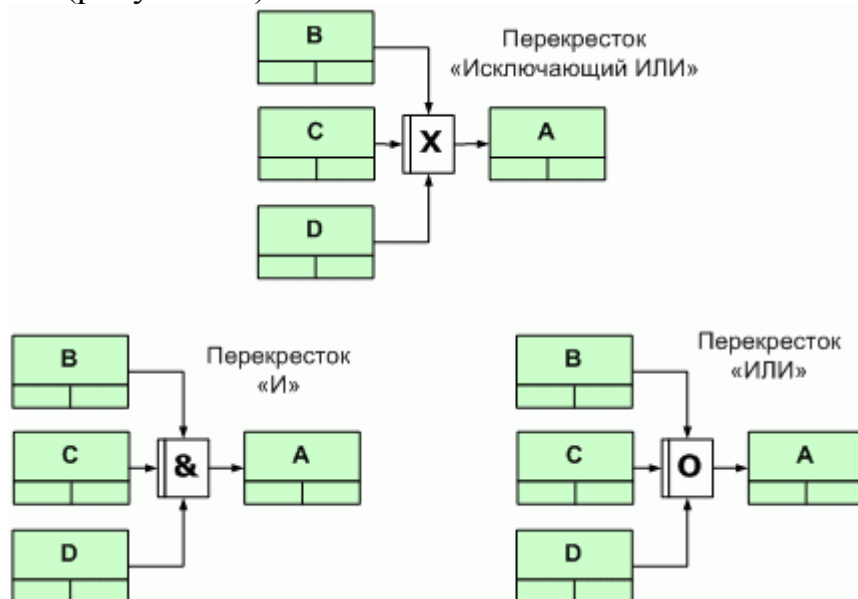 B
Перекресток
«Исключающий ИЛИ»
C
X
A
D
B
Перекресток
«И»
C
&
A
D
B
Перекресток
«ИЛИ»
C
O
A
D